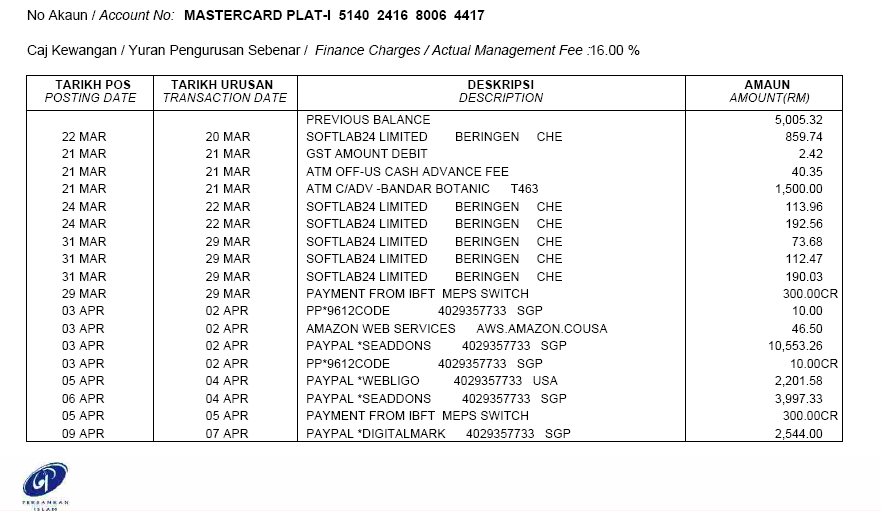 No Akaun / Account No: MASTERCARD PLAT-I 5140 2416 8006 4417
Caj Kewangan / Yuran Pengurusan Sebenar / Finance Charges / Actual Management Fee :16.00 %
TARIKH POS TARIKH URUSAN DESKRIPSI AMAUN
POSTING DATE TRANSACTION DATE DESCRIPTION AMOUNT(RM)
PREVIOUS BALANCE 5,005.32
22 MAR 20 MAR SOFTLAB24 LIMITED BERINGEN CHE 859.74
21 MAR 21 MAR GST AMOUNT DEBIT 2.42
21 MAR 21 MAR ATM OFF-US CASH ADVANCE FEE 40.35
21 MAR 21 MAR ATM C/ADV -BANDAR BOTANIC T463 1,500.00
24 MAR 22 MAR SOFTLAB24 LIMITED BERINGEN CHE 113.96
24 MAR 22 MAR SOFTLAB24 LIMITED BERINGEN CHE 192.56
31 MAR 29 MAR SOFTLAB24 LIMITED BERINGEN CHE 73.68
31 MAR 29 MAR SOFTLAB24 LIMITED BERINGEN CHE 112.47
31 MAR 29 MAR SOFTLAB24 LIMITED BERINGEN CHE 190.03
29 MAR 29 MAR PAYMENT FROM IBFT MEPS SWITCH 300.00CR
03 APR 02 APR PP*9612CODE 4029357733 SGP 10.00
03 APR 02 APR AMAZON WEB SERVICES AWS.AMAZON.COUSA 46.50
03 APR 02 APR PAYPAL *SEADDONS 4029357733 SGP 10,553.26
03 APR 02 APR PP*9612CODE 4029357733 SGP 10.00CR
05 APR 04 APR PAYPAL *WEBLIGO 4029357733 USA 2,201.58
06 APR 04 APR PAYPAL *SEADDONS 4029357733 SGP 3,997.33
05 APR 05 APR PAYMENT FROM IBFT MEPS SWITCH 300.00CR
09 APR 07 APR PAYPAL *DIGITALMARK 4029357733 SGP 2,544.00
PERBANKAN
ISLAM